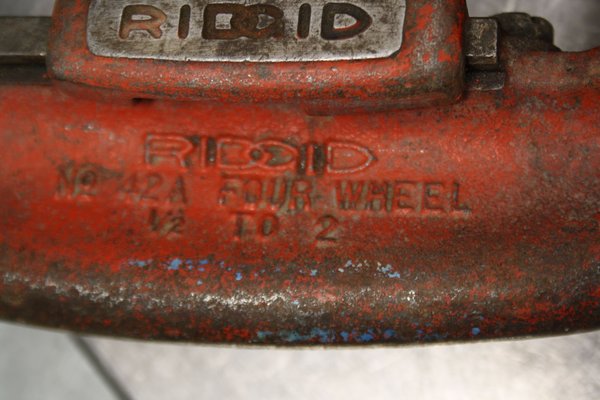 RIDGID
RIDGID
NO 42A FOUR-WHEEL
1/2 TO 2